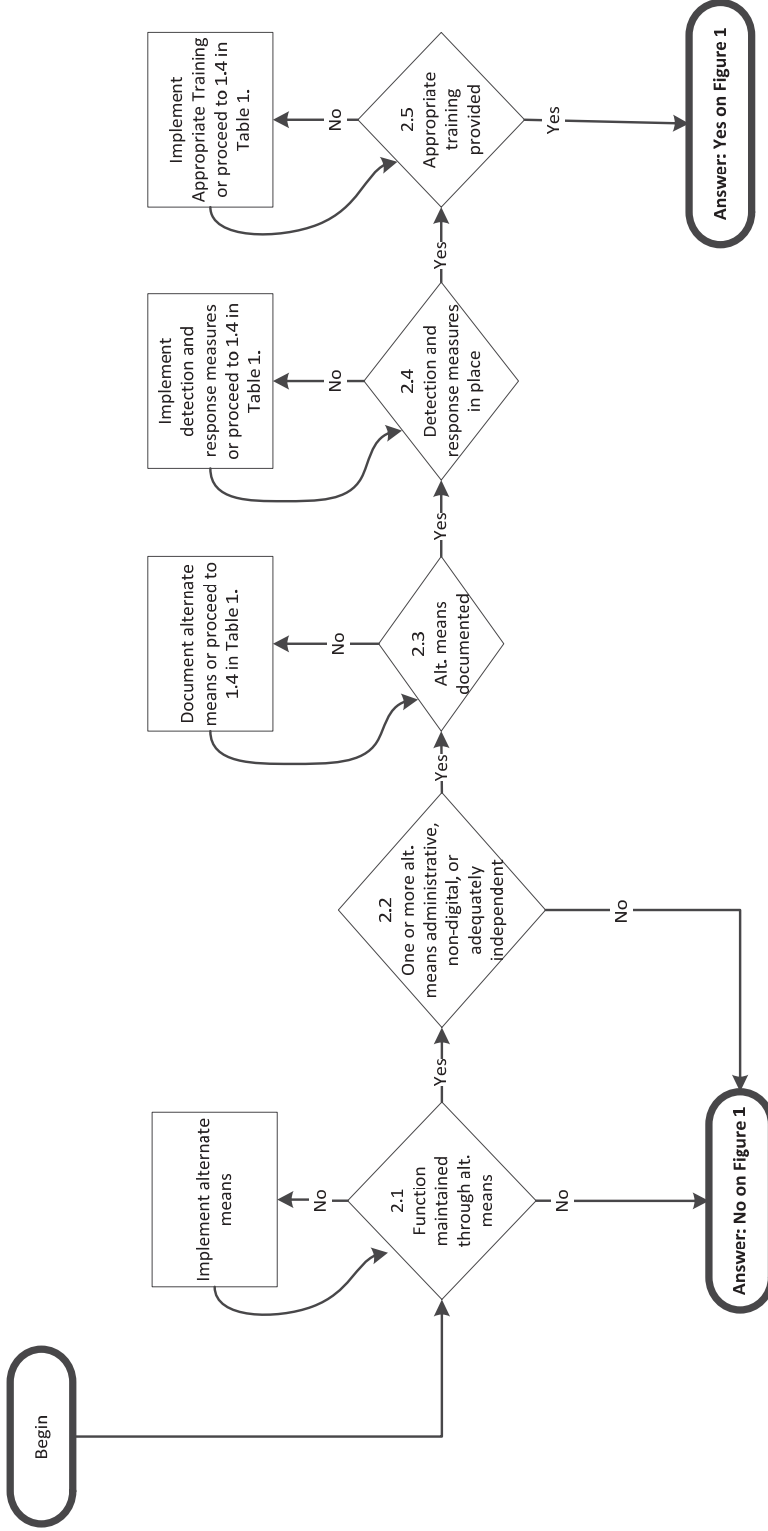 Begin
Implement alternate
means
No
2.1
Function
maintained
through alt.
means
No
Answer: No on Figure 1
Yes
2.2
One or more alt.
means administrative,
non-digital, or
adequately
independent
No
Yes
Document alternate
means or proceed to
1.4 in Table 1.
No
2.3
Alt. means
documented
Yes
Implement
detection and
response measures
or proceed to 1.4 in
Table 1.
No
2.4
Detection and
response measures
in place
Yes
Implement
Appropriate Training
or proceed to 1.4 in
Table 1.
No
2.5
Appropriate
training
provided
Yes
Answer: Yes on Figure 1